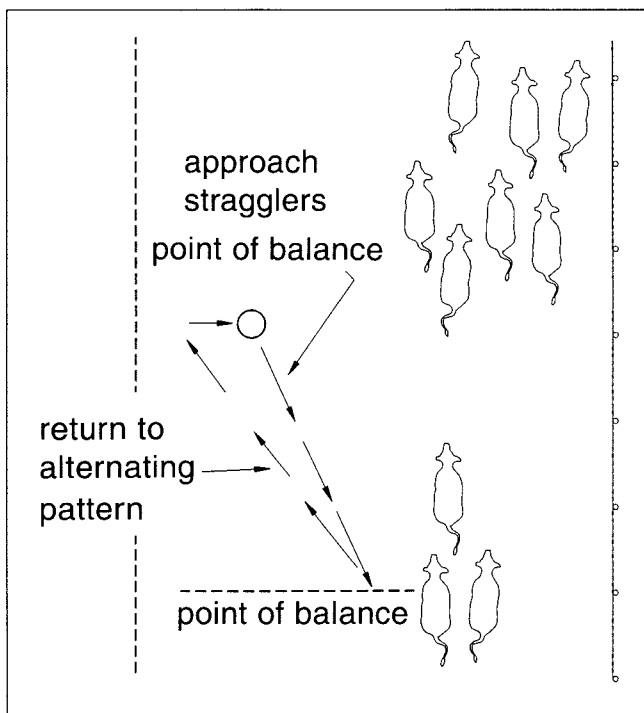 approach
stragglers
point of balance
return to
alternating
pattern
point of balance